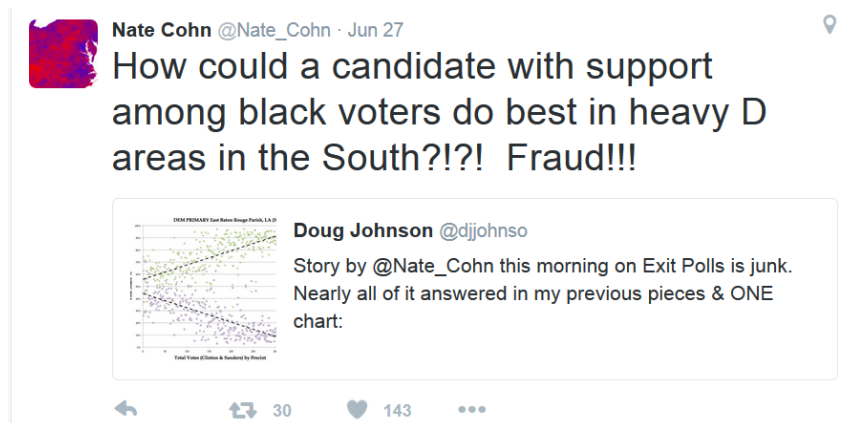 Nate Cohn @Nate_Cohn · Jun 27
How could a candidate with support
among black voters do best in heavy D
areas in the South?!?! Fraud!!!
DEM PRIMARY East Baton Rouge Parish, LA
Doug Johnson @djjohnso
Story by @Nate_Cohn this morning on Exit Polls is junk.
Nearly all of it answered in my previous pieces & ONE
chart:
Total Votes (Clinton & Sanders) by Precint
30 143